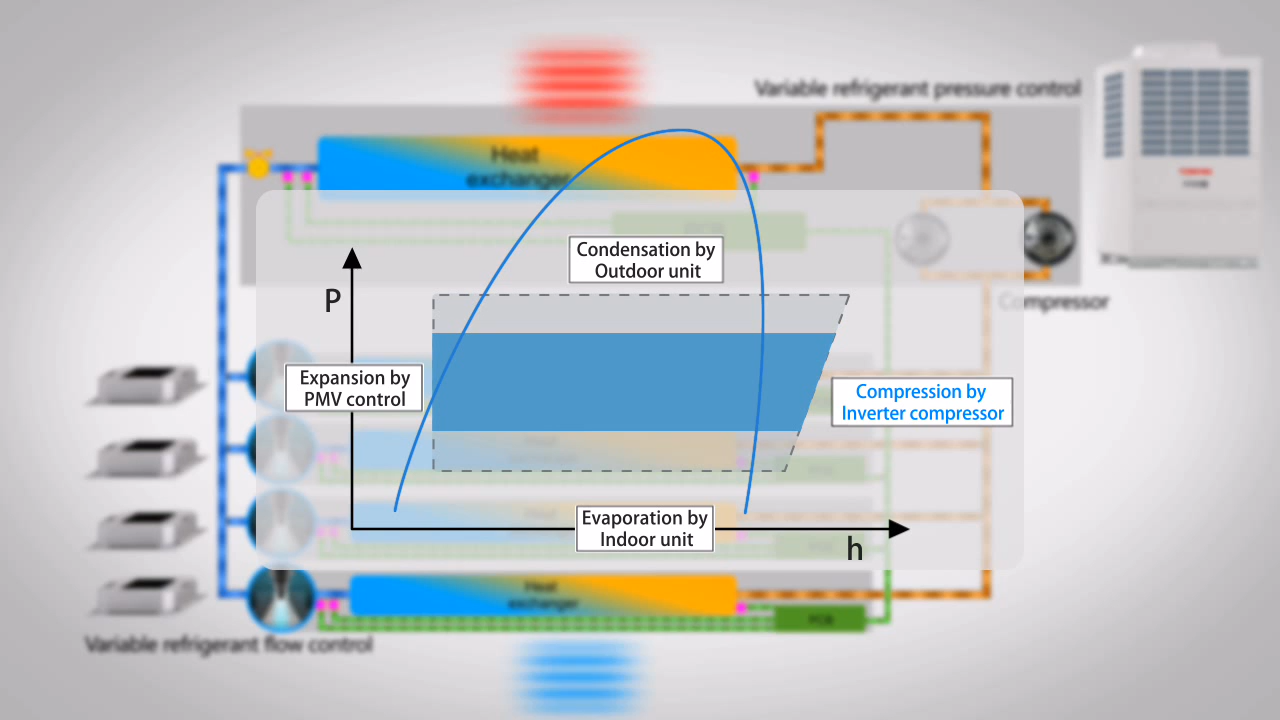 Variable refrigerant pressure control
Heat
exchanger
Condensation by
Outdoor unit
P
Compressor
Expansion by
PMV control
Compression by
Inverter compressor
Evaporation by
Indoor unit
h
Heat
exchanger
PCB
Variable refrigerant flow control